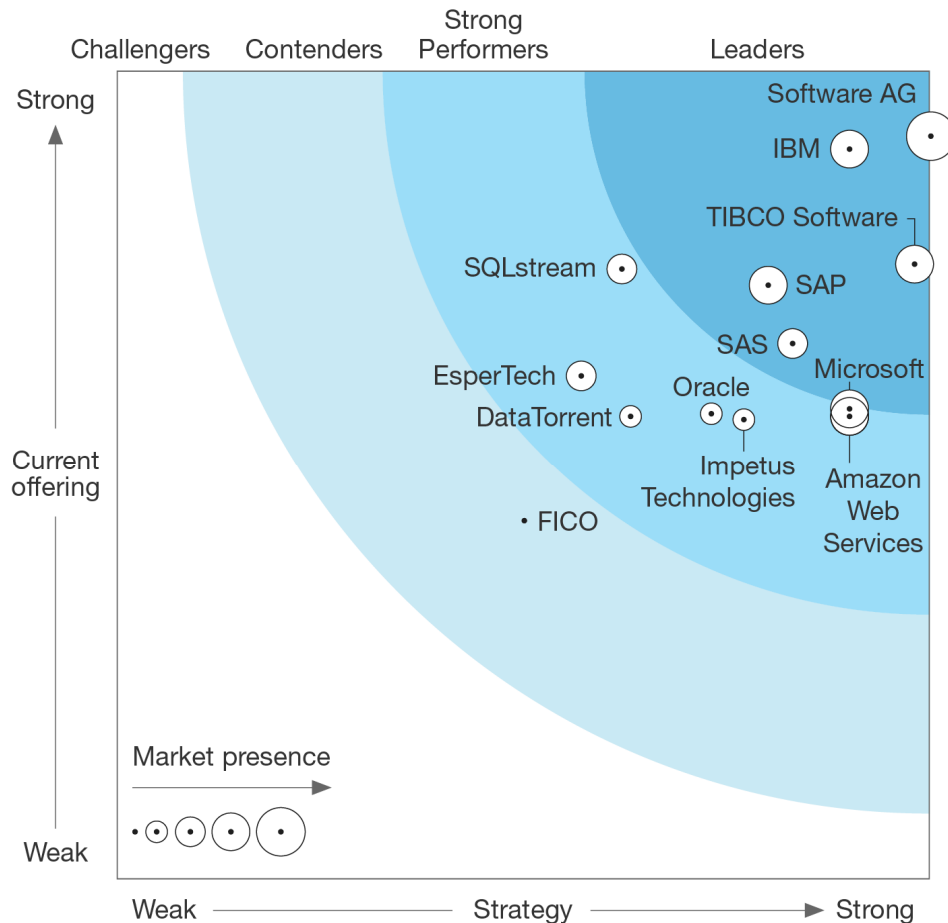 Challengers
Contenders
Strong
Performers
Leaders
Strong
Software AG
IBM
TIBCO Software
SQLstream
SAP
SAS
Microsoft
EsperTech
Oracle
DataTorrent
Current
offering
Impetus
Technologies
Amazon
Web
Services
FICO
Market presence
Weak
Weak
Strategy
Strong